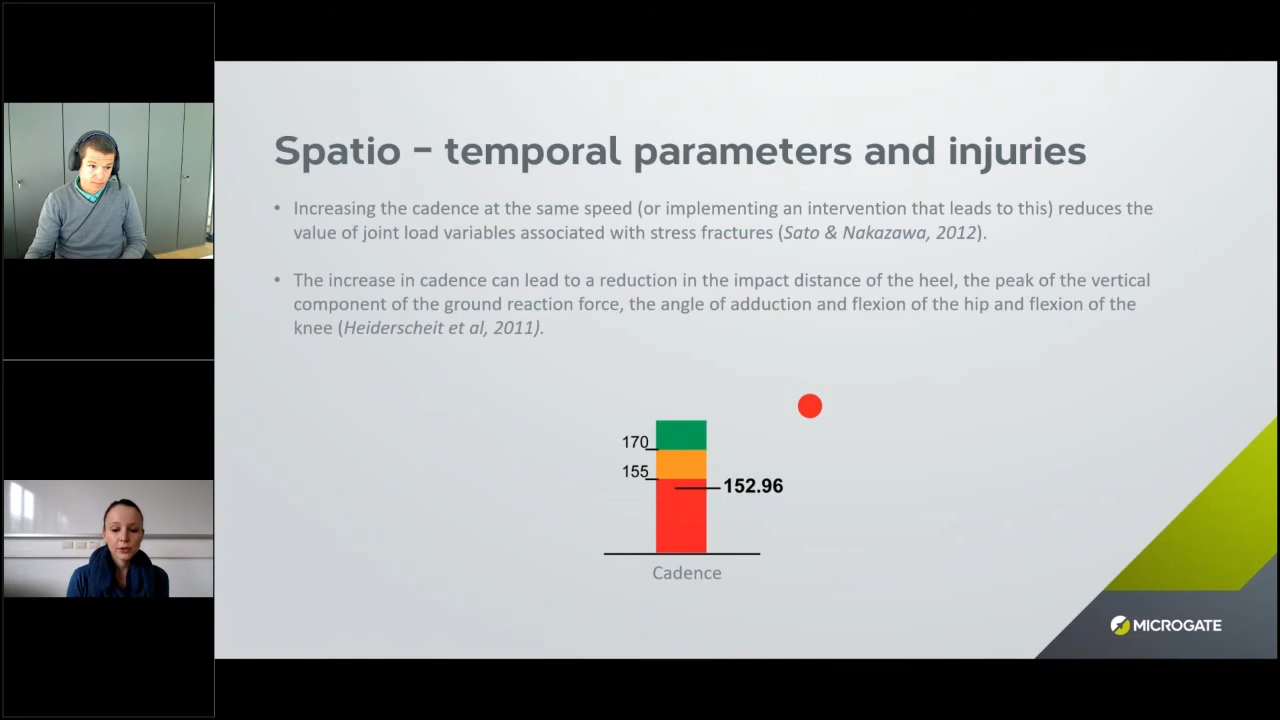 Spatio – temporal parameters and injuries
• Increasing the cadence at the same speed (or implementing an intervention that leads to this) reduces the
value of joint load variables associated with stress fractures (Sato & Nakazawa, 2012).
• The increase in cadence can lead to a reduction in the impact distance of the heel, the peak of the vertical
component of the ground reaction force, the angle of adduction and flexion of the hip and flexion of the
knee (Heiderscheit et al, 2011).
170
155
152.96
Cadence
MICROGATE